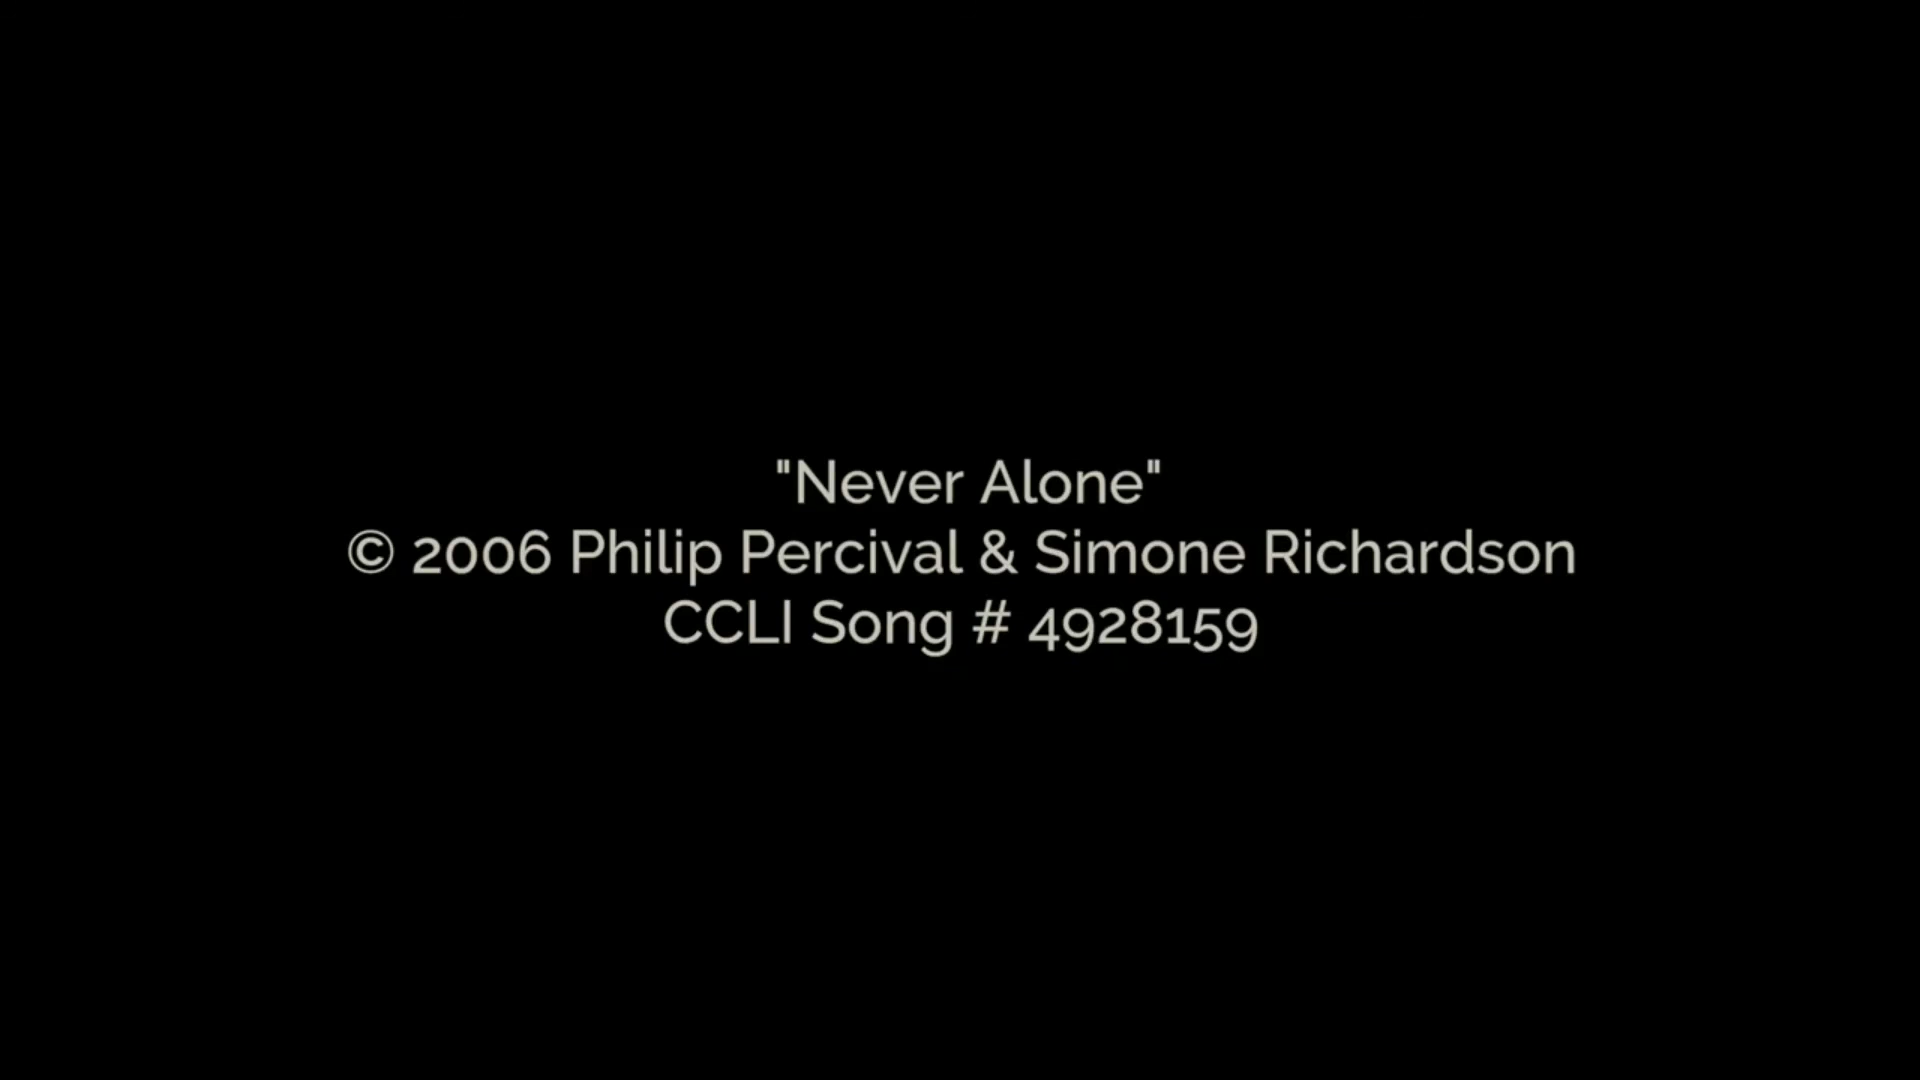 "Never Alone"
© 2006 Philip Percival & Simone Richardson
CCLI Song # 4928159